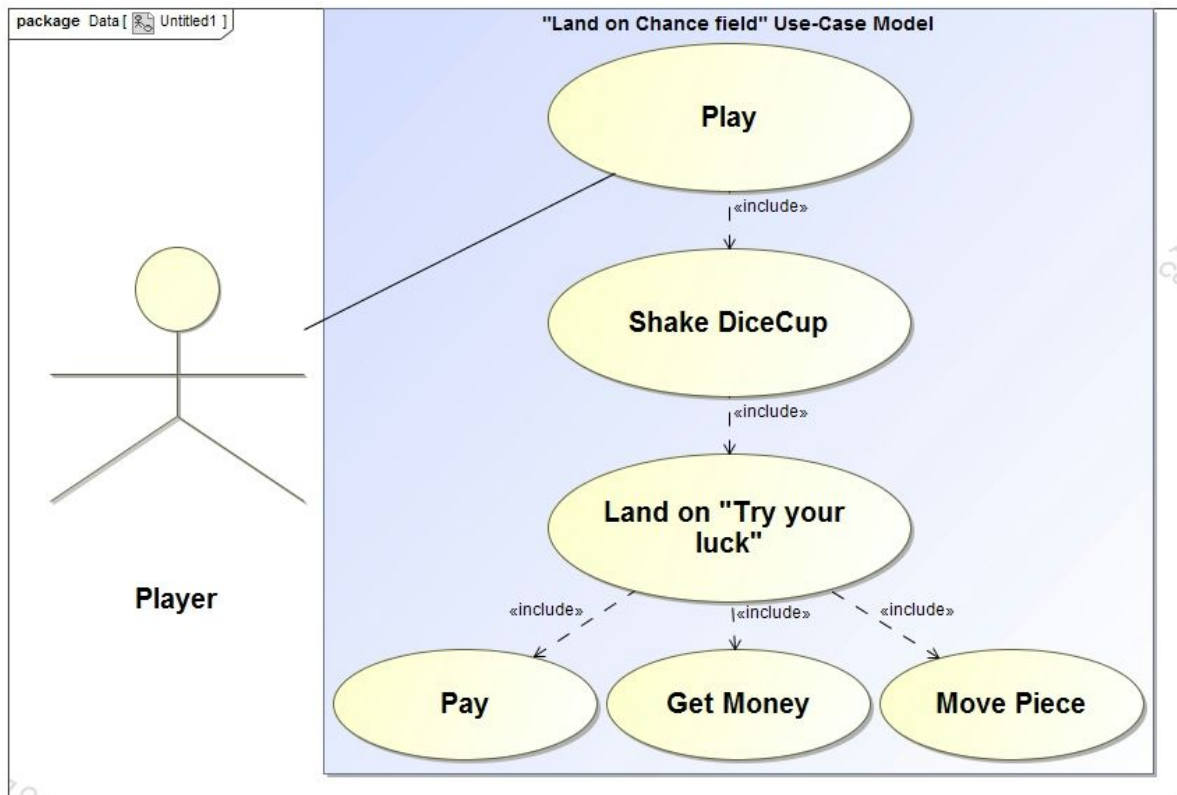 package Data [ Untitled1 ]
"Land on Chance field" Use-Case Model
Play
«include»
Shake DiceCup
«include»
Land on "Try your
luck"
«include»
«include»
«include»
Player
Pay
Get Money
Move Piece